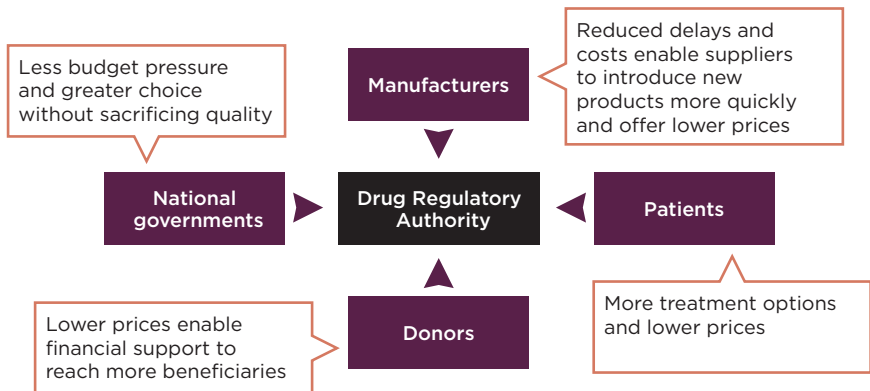 Less budget pressure
and greater choice
without sacrificing quality
Manufacturers
Reduced delays and
costs enable suppliers
to introduce new
products more quickly
and offer lower prices
National
governments
Drug Regulatory
Authority
Patients
Lower prices enable
financial support to
reach more beneficiaries
Donors
More treatment options
and lower prices